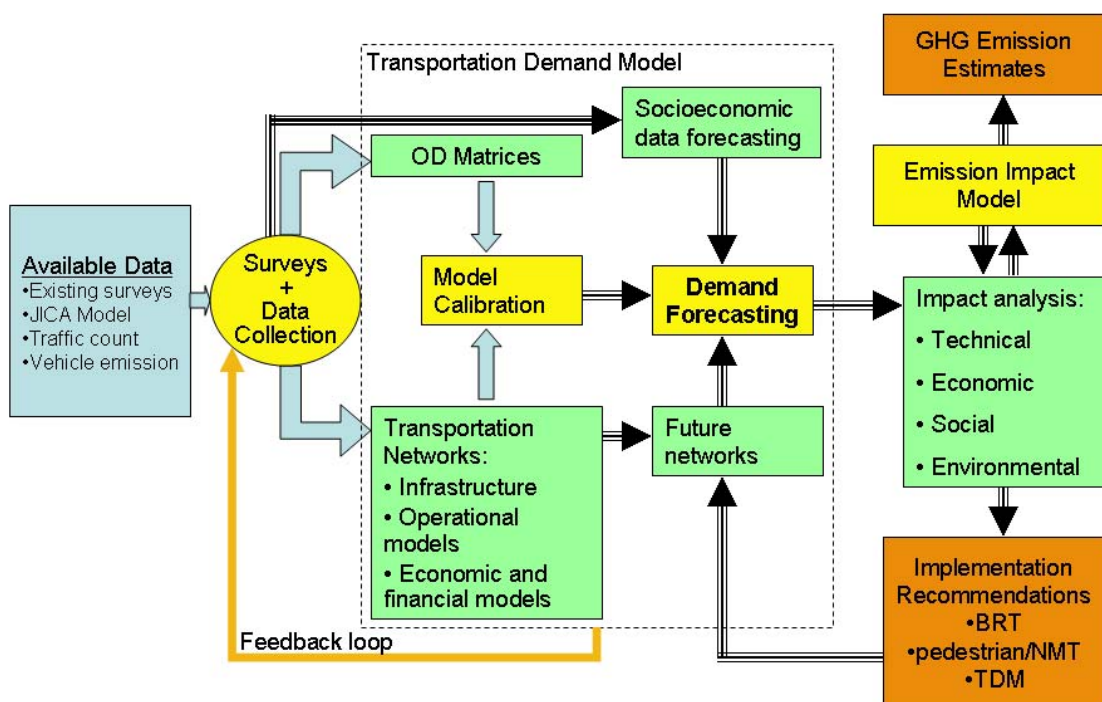 Available Data
•Existing surveys
•JICA Model
•Traffic count
•Vehicle emission
Surveys
+
Data
Collection
Transportation Demand Model
OD Matrices
Socioeconomic
data forecasting
Model
Calibration
Demand
Forecasting
Transportation
Networks:
• Infrastructure
• Operational
models
• Economic and
financial models
Future
networks
Feedback loop
GHG Emission
Estimates
Emission Impact
Model
Impact analysis:
• Technical
• Economic
• Social
• Environmental
Implementation
Recommendations
•BRT
•pedestrian/NMT
•TDM